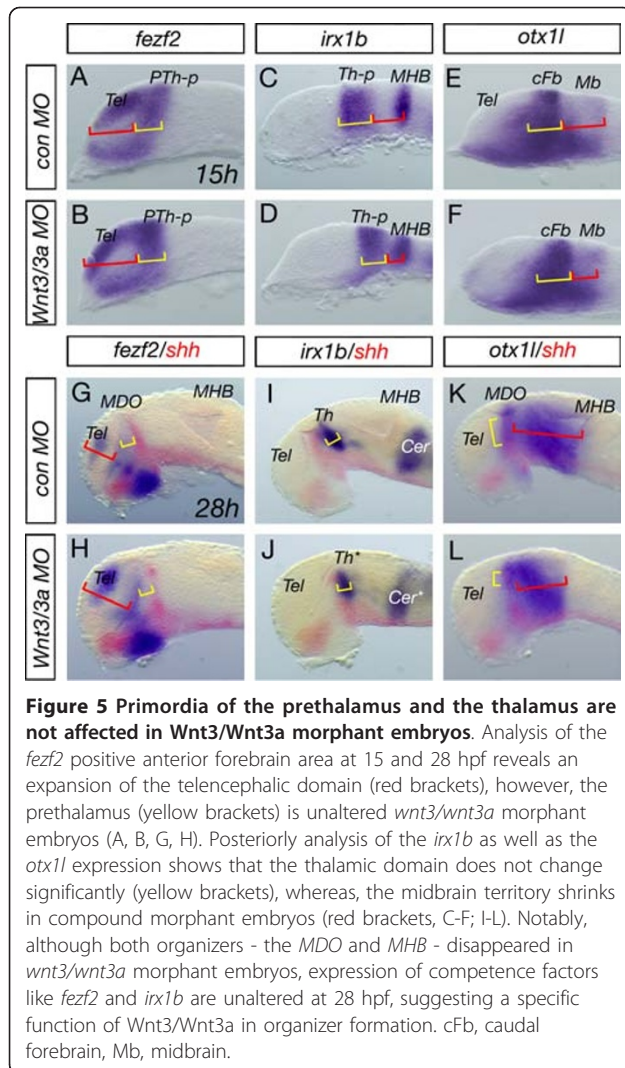 fezf2 irx1b otx1l
con MO
A Tel PTh-p 15h
C Th-p MHB
E Tel cFb Mb
Wnt3/3a MO
B Tel PTh-p
D Th-p MHB
F cFb Mb
fezf2/shh irx1b/shh otx1l/shh
con MO
G Tel MDO MHB 28h
I Tel Th MHB Cer
K Tel MDO MHB
Wnt3/3a MO
H Tel
J Tel Th* Cer*
L Tel
Figure 5 Primordia of the prethalamus and the thalamus are
not affected in Wnt3/Wnt3a morphant embryos. Analysis of the
fezf2 positive anterior forebrain area at 15 and 28 hpf reveals an
expansion of the telencephalic domain (red brackets), however, the
prethalamus (yellow brackets) is unaltered wnt3/wnt3a morphant
embryos (A, B, G, H). Posteriorly analysis of the irx1b as well as the
otx1l expression shows that the thalamic domain does not change
significantly (yellow brackets), whereas, the midbrain territory shrinks
in compound morphant embryos (red brackets, C-F; I-L). Notably,
although both organizers - the MDO and MHB - disappeared in
wnt3/wnt3a morphant embryos, expression of competence factors
like fezf2 and irx1b are unaltered at 28 hpf, suggesting a specific
function of Wnt3/Wnt3a in organizer formation. cFb, caudal
forebrain, Mb, midbrain.